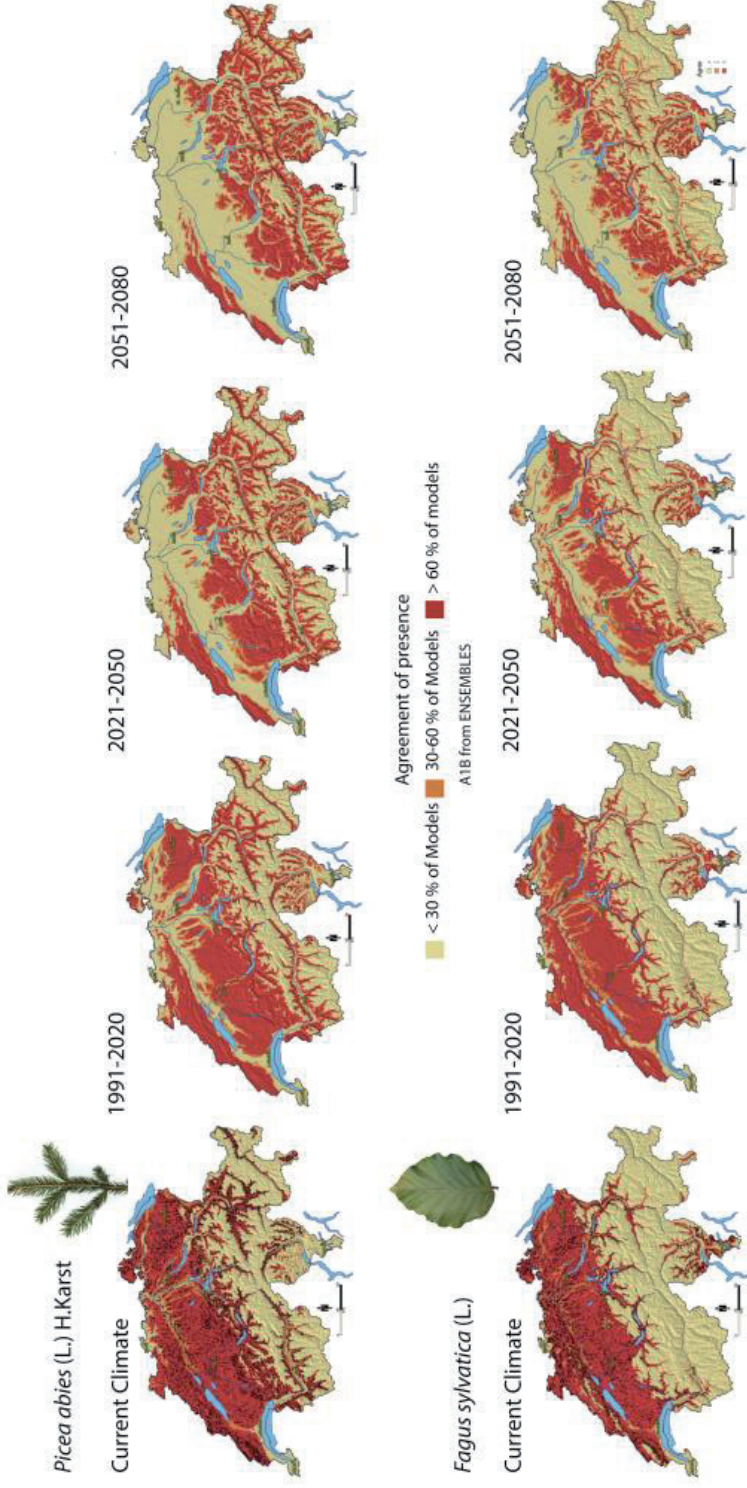 Picea abies (L.) H.Karst
Current Climate
1991-2020
2021-2050
2051-2080
N
N
N
N
Agreement of presence
< 30 % of Models
30-60 % of Models
> 60 % of models
A1B from ENSEMBLES
Fagus sylvatica (L.)
Current Climate
1991-2020
2021-2050
2051-2080
N
N
N
N